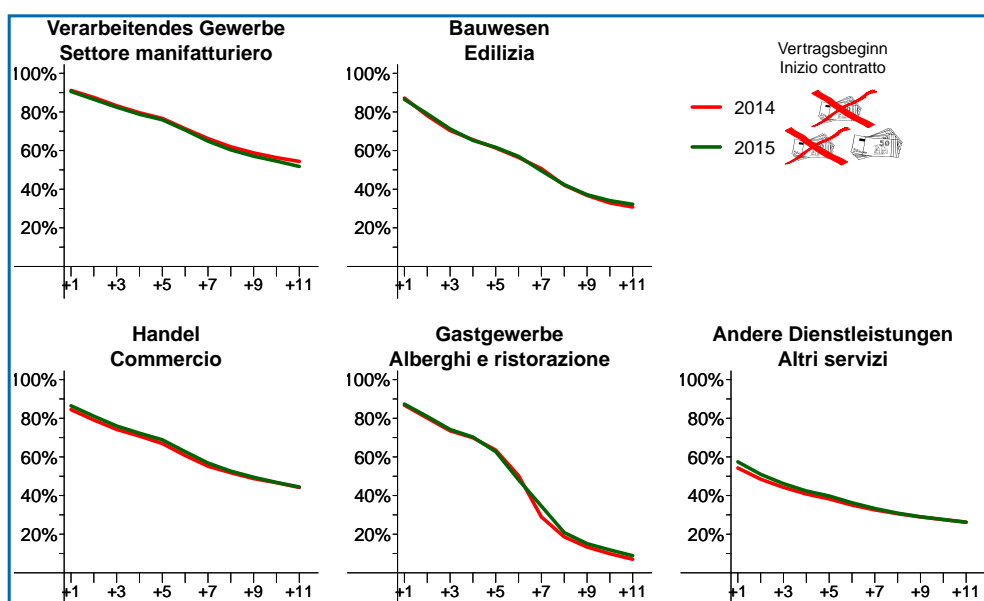 Verarbeitendes Gewerbe
Settore manifatturiero
100%
80%
60%
40%
20%
+1 +3 +5 +7 +9 +11
Bauwesen
Edilizia
100%
80%
60%
40%
20%
+1 +3 +5 +7 +9 +11
Vertragsbeginn
Inizio contratto
2014
2015
50
Handel
Commercio
100%
80%
60%
40%
20%
+1 +3 +5 +7 +9 +11
Gastgewerbe
Alberghi e ristorazione
100%
80%
60%
40%
20%
+1 +3 +5 +7 +9 +11
Andere Dienstleistungen
Altri servizi
100%
80%
60%
40%
20%
+1 +3 +5 +7 +9 +11